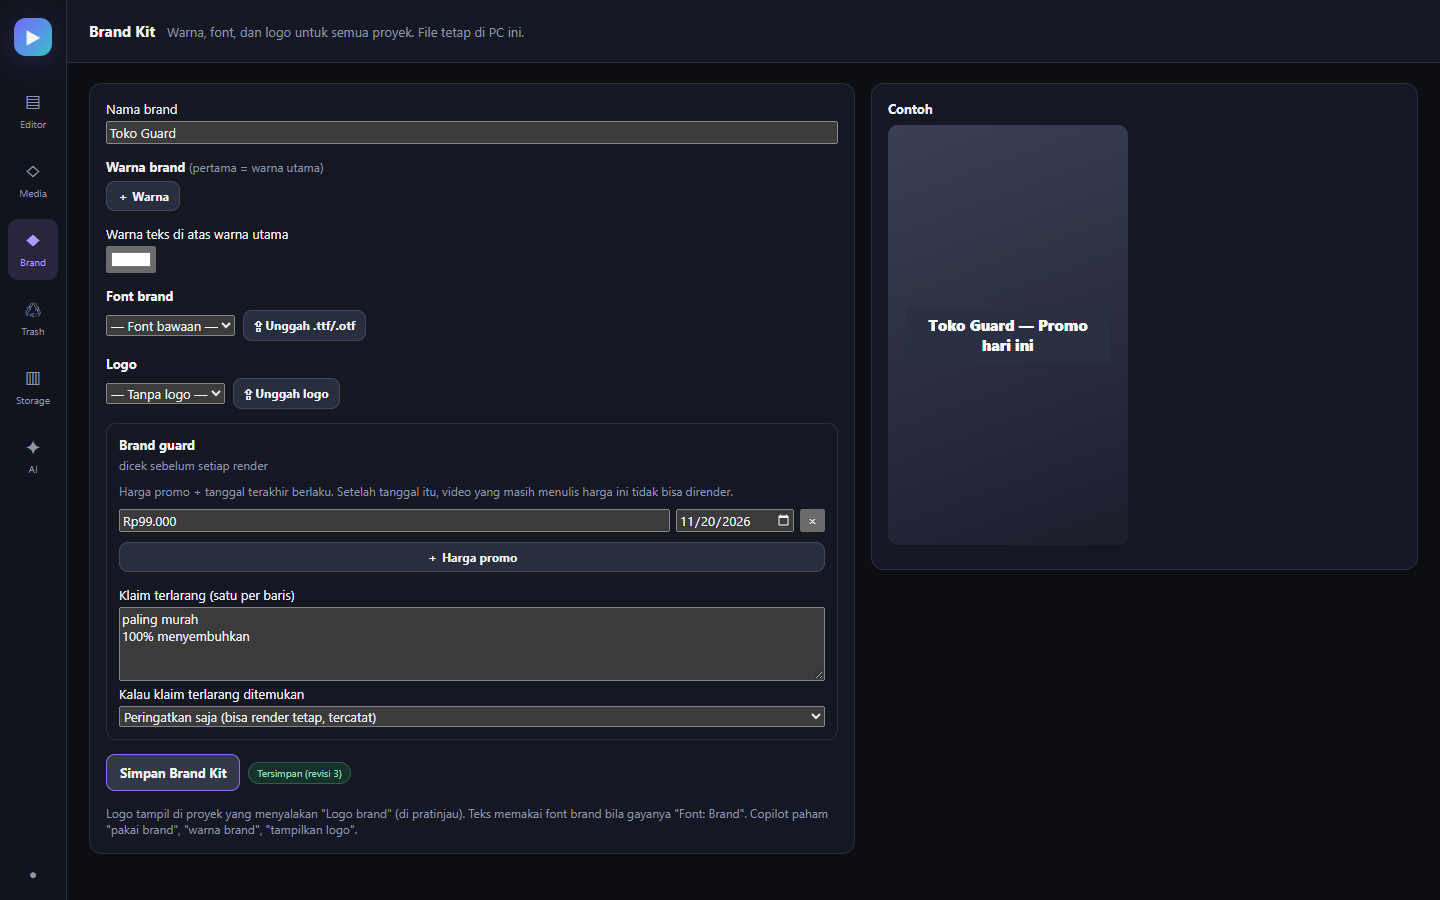 Brand Kit
Warna, font, dan logo untuk semua proyek. File tetap di PC ini.
Editor
Media
Brand
Trash
Storage
AI
Nama brand
Toko Guard
Warna brand (pertama = warna utama)
+ Warna
Warna teks di atas warna utama
Font brand
— Font bawaan —
Unggah .ttf/.otf
Logo
— Tanpa logo —
Unggah logo
Brand guard
dicek sebelum setiap render
Harga promo + tanggal terakhir berlaku. Setelah tanggal itu, video yang masih menulis harga ini tidak bisa dirender.
Rp99.000
11/20/2026
×
+ Harga promo
Klaim terlarang (satu per baris)
paling murah
100% menyembuhkan
Kalau klaim terlarang ditemukan
Peringatkan saja (bisa render tetap, tercatat)
Simpan Brand Kit
Tersimpan (revisi 3)
Logo tampil di proyek yang menyalakan "Logo brand" (di pratinjau). Teks memakai font brand bila gayanya "Font: Brand". Copilot paham
"pakai brand", "warna brand", "tampilkan logo".
Contoh
Toko Guard — Promo
hari ini